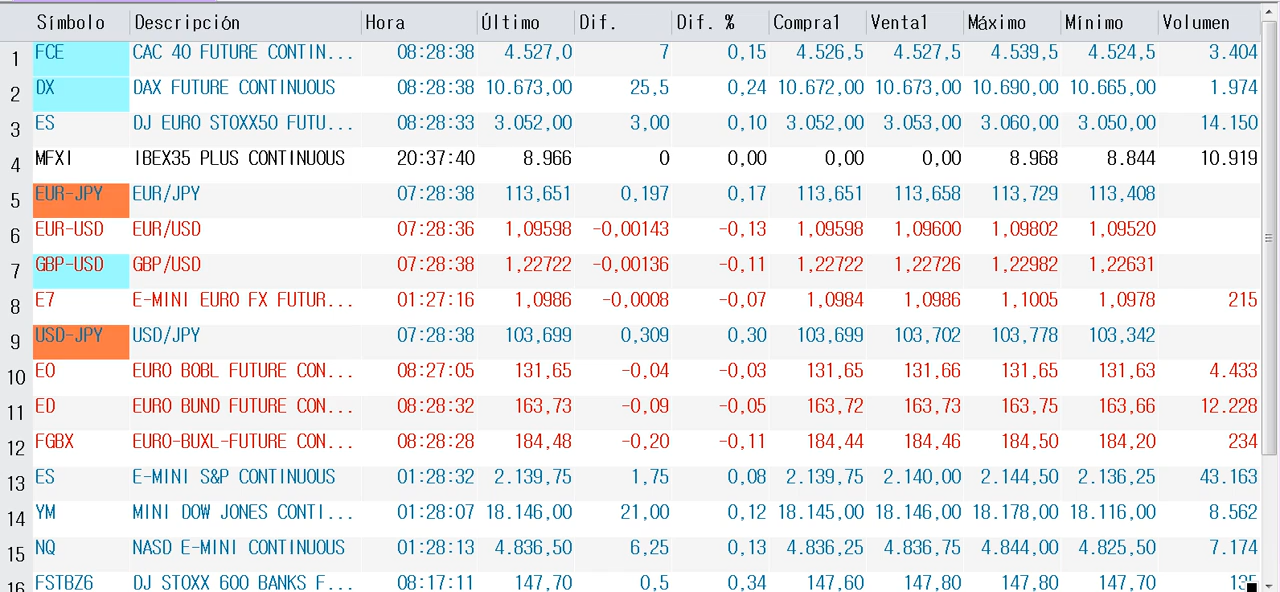 Símbolo Descripción Hora Último Dif. Dif. % Compra1 Venta1 Máximo Mínimo Volumen
1 FCE CAC 40 FUTURE CONTIN... 08:28:38 4.527,0 7 0,15 4.526,5 4.527,5 4.539,5 4.524,5 3.404
2 DX DAX FUTURE CONTINUOUS 08:28:38 10.673,00 25,5 0,24 10.672,00 10.673,00 10.690,00 10.665,00 1.974
3 ES DJ EURO STOXX50 FUTU... 08:28:33 3.052,00 3,00 0,10 3.052,00 3.053,00 3.060,00 3.050,00 14.150
4 MFXI IBEX35 PLUS CONTINUOUS 20:37:40 8.966 0 0,00 0,00 0,00 8.968 8.844 10.919
5 EUR-JPY EUR/JPY 07:28:38 113,651 0,197 0,17 113,651 113,658 113,729 113,408
6 EUR-USD EUR/USD 07:28:36 1,09598 -0,00143 -0,13 1,09598 1,09600 1,09802 1,09520
7 GBP-USD GBP/USD 07:28:38 1,22722 -0,00136 -0,11 1,22722 1,22726 1,22982 1,22631
8 E7 E-MINI EURO FX FUTUR... 01:27:16 1,0986 -0,0008 -0,07 1,0984 1,0986 1,1005 1,0978 215
9 USD-JPY USD/JPY 07:28:38 103,699 0,309 0,30 103,699 103,702 103,778 103,342
10 EO EURO BOBL FUTURE CON... 08:27:05 131,65 -0,04 -0,03 131,65 131,66 131,65 131,63 4.433
11 ED EURO BUND FUTURE CON... 08:28:32 163,73 -0,09 -0,05 163,72 163,73 163,75 163,66 12.228
12 FGBX EURO-BUXL-FUTURE CON... 08:28:28 184,48 -0,20 -0,11 184,44 184,46 184,50 184,20 234
13 ES E-MINI S&P CONTINUOUS 01:28:32 2.139,75 1,75 0,08 2.139,75 2.140,00 2.144,50 2.136,25 43.163
14 YM MINI DOW JONES CONTI... 01:28:07 18.146,00 21,00 0,12 18.145,00 18.146,00 18.178,00 18.116,00 8.562
15 NQ NASD E-MINI CONTINUOUS 01:28:13 4.836,50 6,25 0,13 4.836,25 4.836,75 4.844,00 4.825,50 7.174
16 FSTBZ6 DJ STOXX 600 BANKS F... 08:17:11 147,70 0,5 0,34 147,60 147,80 147,80 147,70